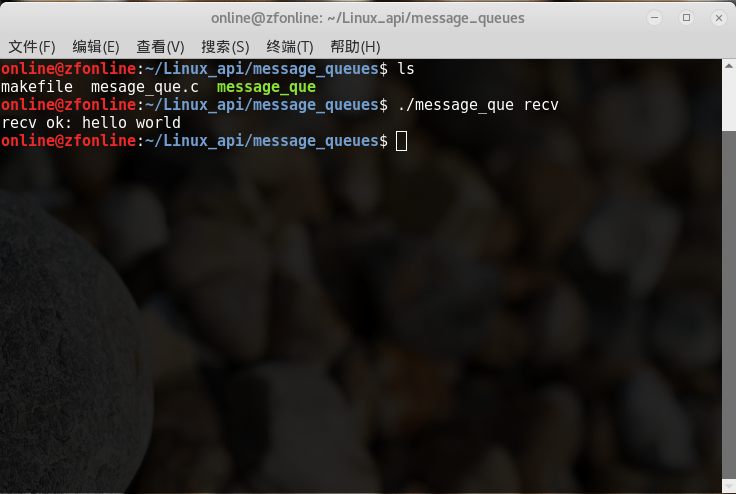 online@zfonline: ~/Linux_api/message_queues
文件(F) 编辑(E) 查看(V) 搜索(S) 终端(T) 帮助(H)
online@zfonline:~/Linux_api/message_queues$ ls
makefile  mesage_que.c  message_que
online@zfonline:~/Linux_api/message_queues$ ./message_que recv
recv ok: hello world
online@zfonline:~/Linux_api/message_queues$